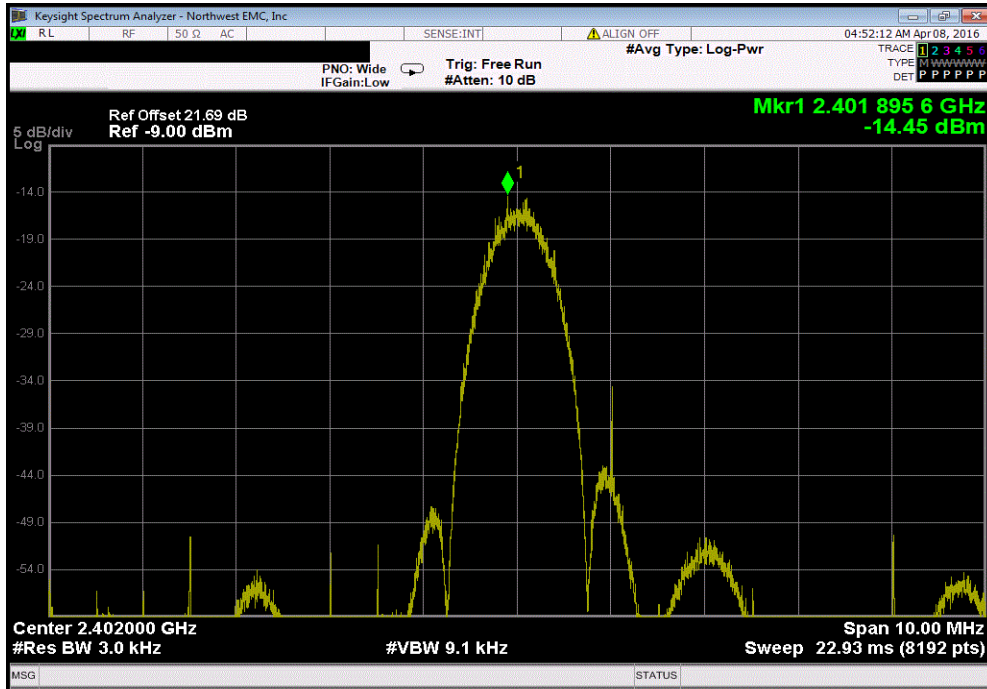 Keysight Spectrum Analyzer - Northwest EMC, Inc
LXI RL RF 50 Ω AC SENSE:INT ALIGN OFF 04:52:12 AM Apr 08, 2016
#Avg Type: Log-Pwr TRACE 1 2 3 4 5 6
PNO: Wide Trig: Free Run TYPE M WWWWW
IFGain:Low #Atten: 10 dB DET P P P P P P
Mkr1 2.401 895 6 GHz
-14.45 dBm
Ref Offset 21.69 dB
5 dB/div Ref -9.00 dBm
Log
1
-14.0
-19.0
-24.0
-29.0
-34.0
-39.0
-44.0
-49.0
-54.0
Center 2.402000 GHz Span 10.00 MHz
#Res BW 3.0 kHz #VBW 9.1 kHz Sweep 22.93 ms (8192 pts)
MSG STATUS